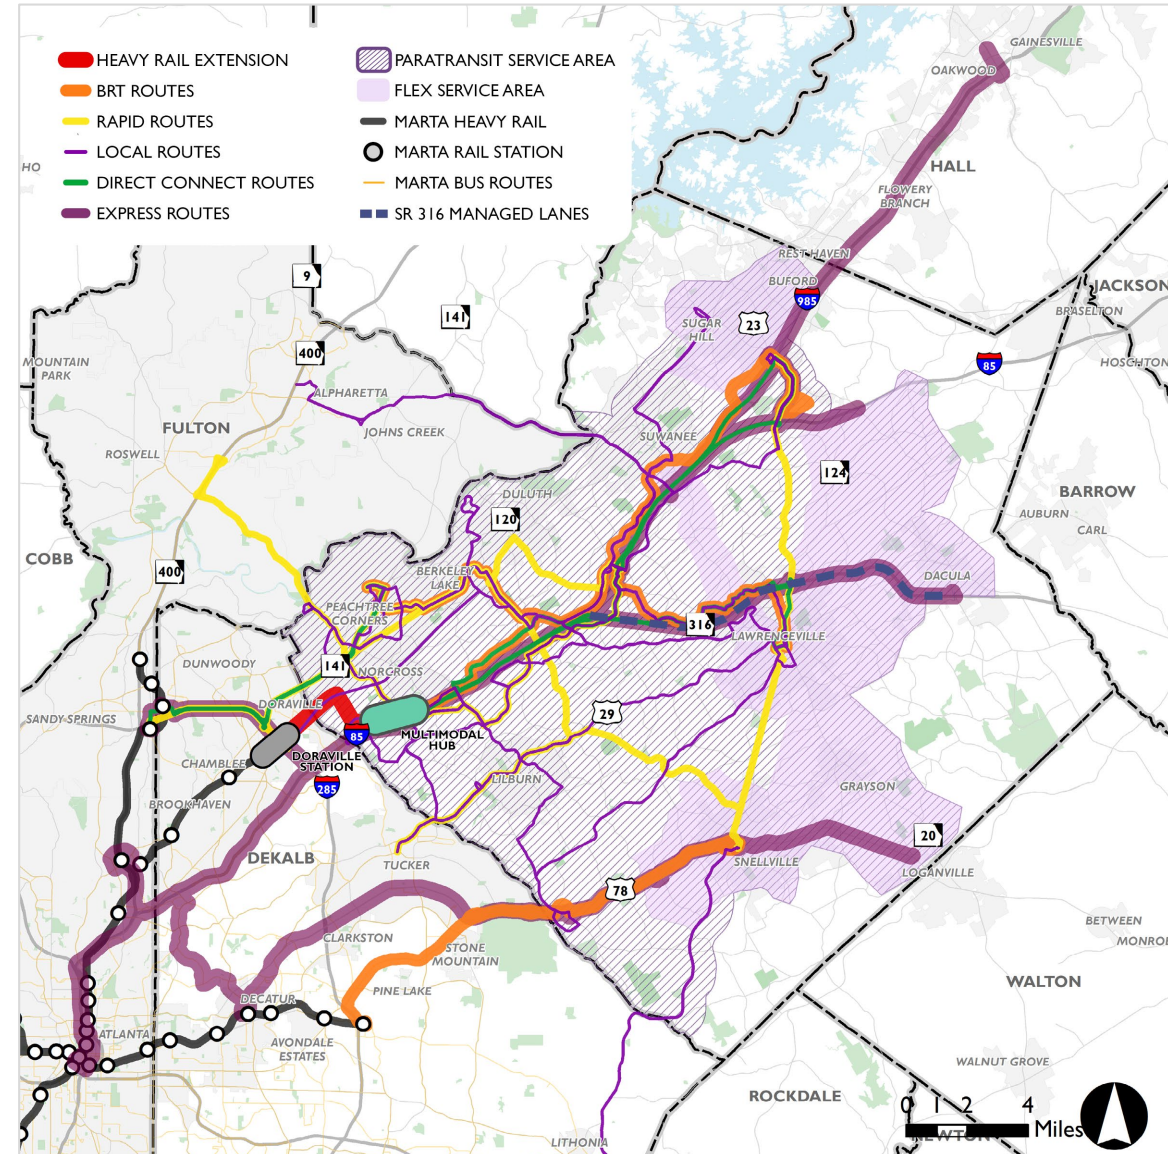 HEAVY RAIL EXTENSION
BRT ROUTES
RAPID ROUTES
LOCAL ROUTES
DIRECT CONNECT ROUTES
EXPRESS ROUTES
PARATRANSIT SERVICE AREA
FLEX SERVICE AREA
MARTA HEAVY RAIL
MARTA RAIL STATION
MARTA BUS ROUTES
SR 316 MANAGED LANES
GAINESVILLE
OAKWOOD
HO
HALL
FLOWERY
BRANCH
REST HAVEN
BUFORD
9
985
JACKSON
BRASELTON
141
SUGAR
HILL
23
400
85
MOUNTAIN
PARK
HOSCHTON
ALPHARETTA
FULTON
JOHNS CREEK
SUWANEE
ROSWELL
124
DULUTH
BARROW
120
AUBURN
CARL
COBB
400
BERKELEY
LAKE
DACULA
PEACHTREE
CORNERS
316
LAWRENCEVILLE
DUNWOODY
141
NORCROSS
SANDY SPRINGS
DORAVILLE
29
85
MULTIMODAL
HUB
CHAMBLEE
DORAVILLE
STATION
LILBURN
285
GRAYSON
BROOKHAVEN
20
DEKALB
TUCKER
SNELLVILLE
LOGANVILLE
78
BETWEEN
CLARKSTON
MONROE
STONE
MOUNTAIN
WALTON
PINE LAKE
DECATUR
ATLANTA
AVONDALE
ESTATES
WALNUT GROVE
ROCKDALE
0 1 2 4
Miles
NEWTON
LITHONIA